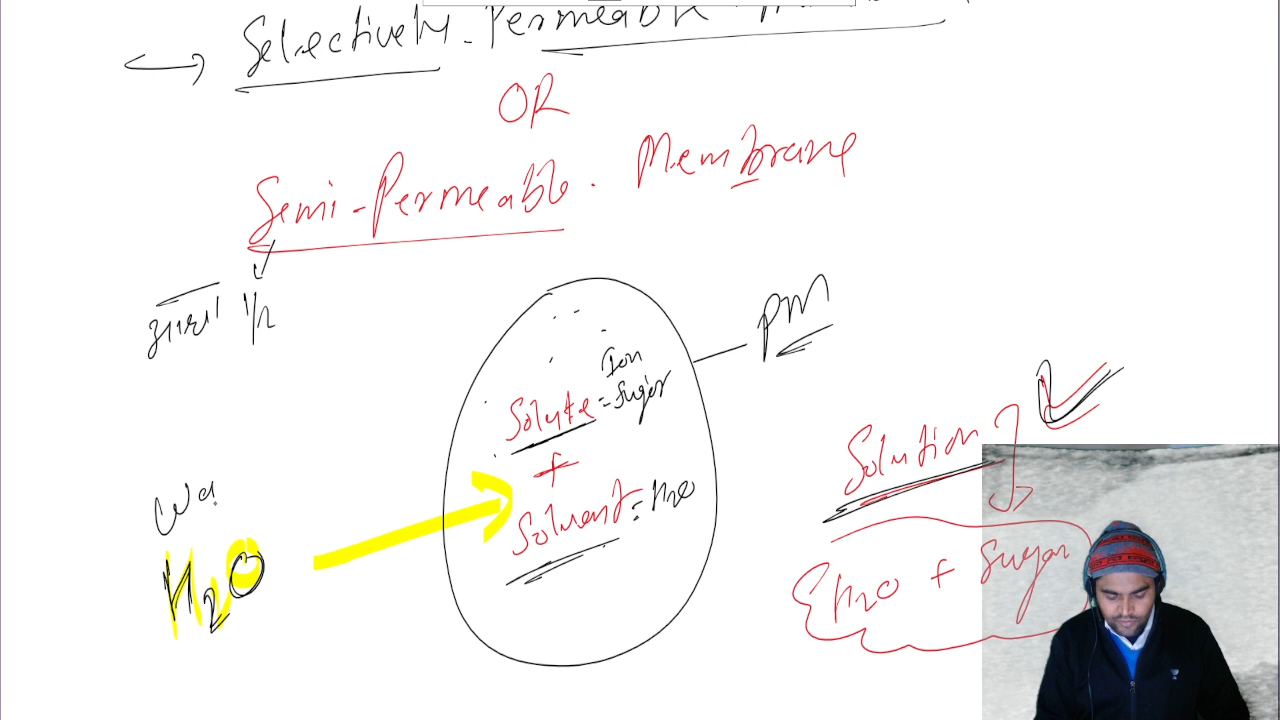 Selectively-Permeable
OR
Semi-Permeable. Membrane
आधा 1/2
PM
Solute = Ion
Sugar
+
Solvent = H2O
Wa
H2O
Solution
{H2O + Sugar